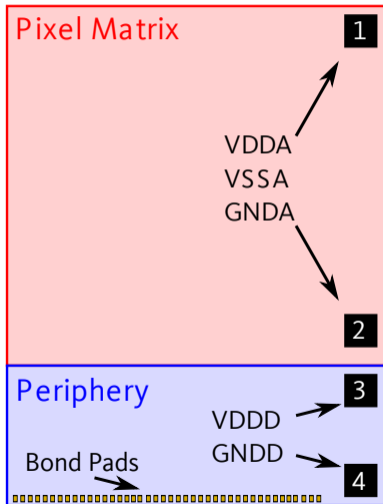 Pixel Matrix
1
VDDA
VSSA
GNDA
2
Periphery
3
VDDD
GNDD
Bond Pads
4